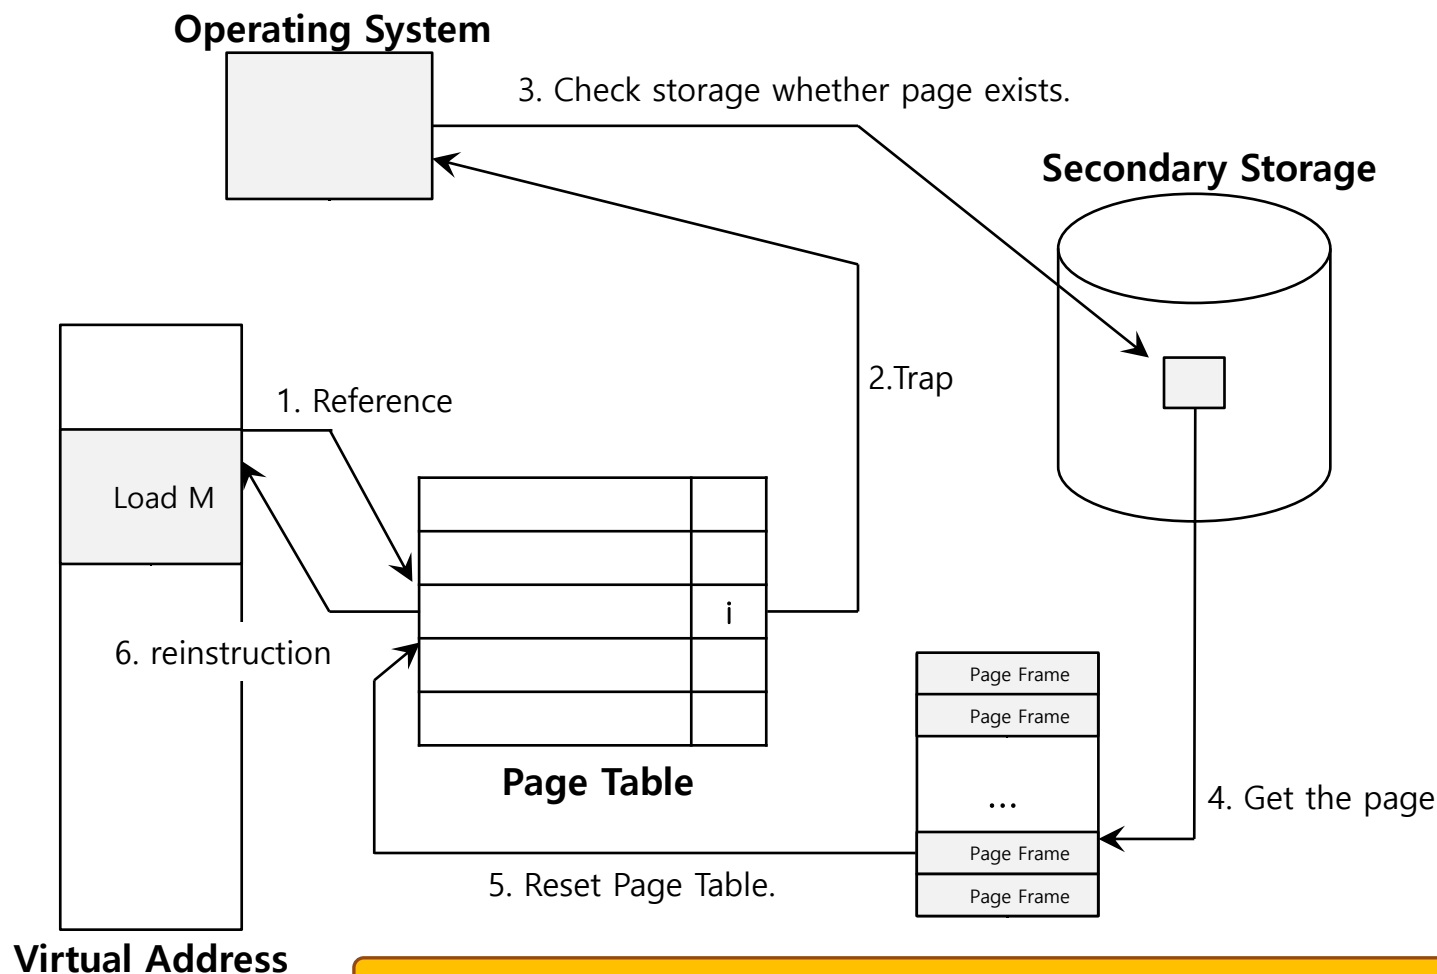 Operating System
3. Check storage whether page exists.
Secondary Storage
2.Trap
1. Reference
Load M
i
6. reinstruction
Page Frame
Page Frame
...
Page Frame
Page Frame
Page Table
4. Get the page
5. Reset Page Table.
Virtual Address